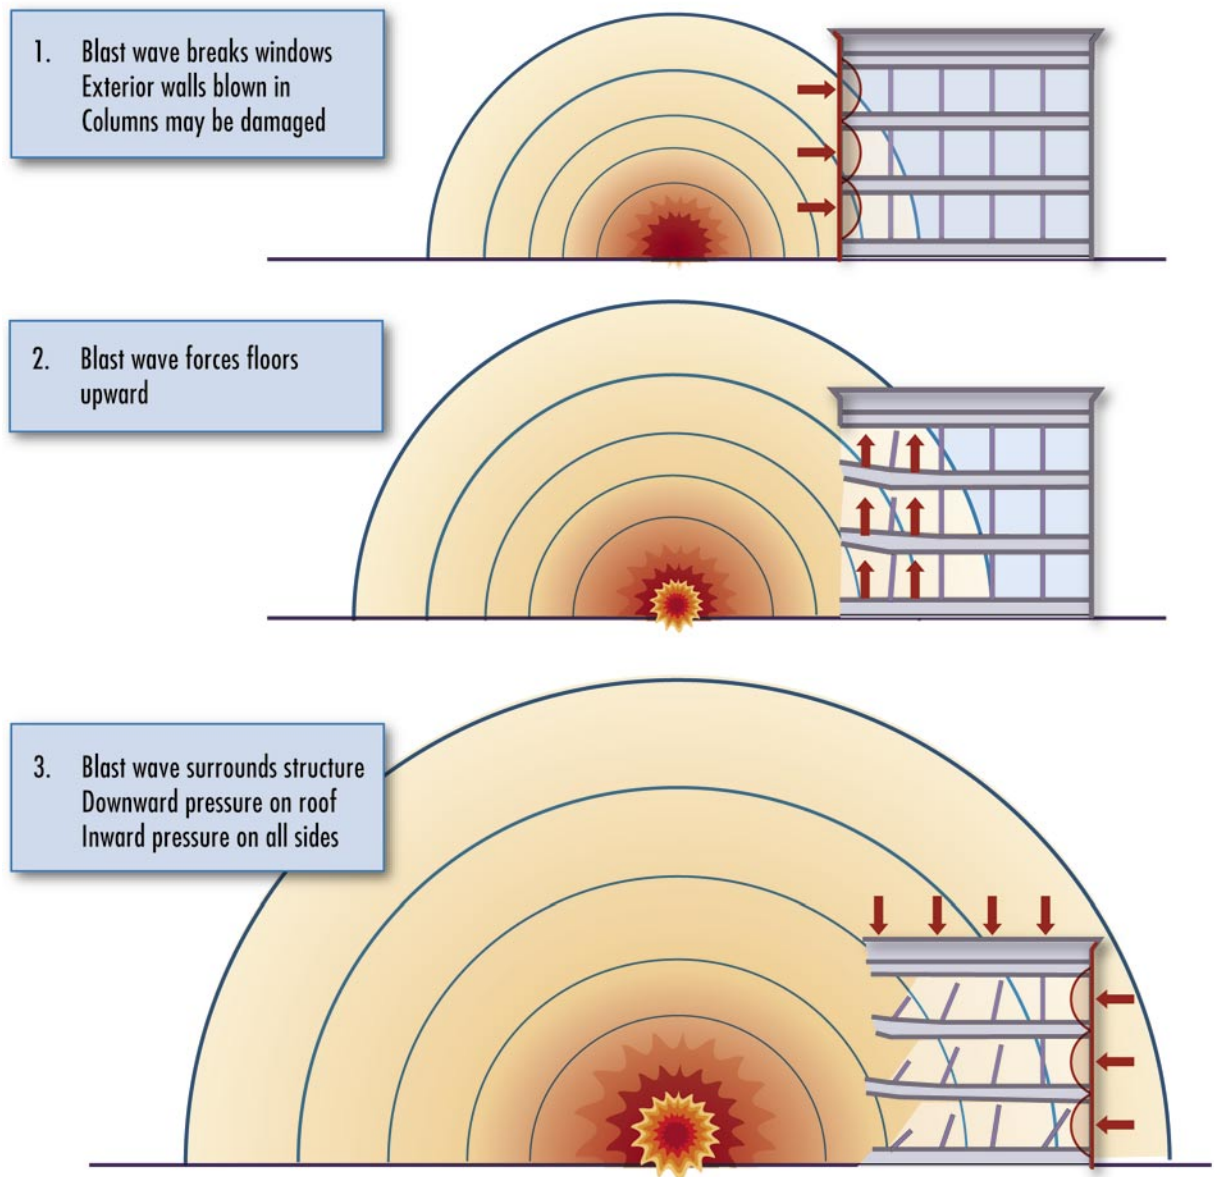 1. Blast wave breaks windows
Exterior walls blown in
Columns may be damaged
2. Blast wave forces floors
upward
3. Blast wave surrounds structure
Downward pressure on roof
Inward pressure on all sides